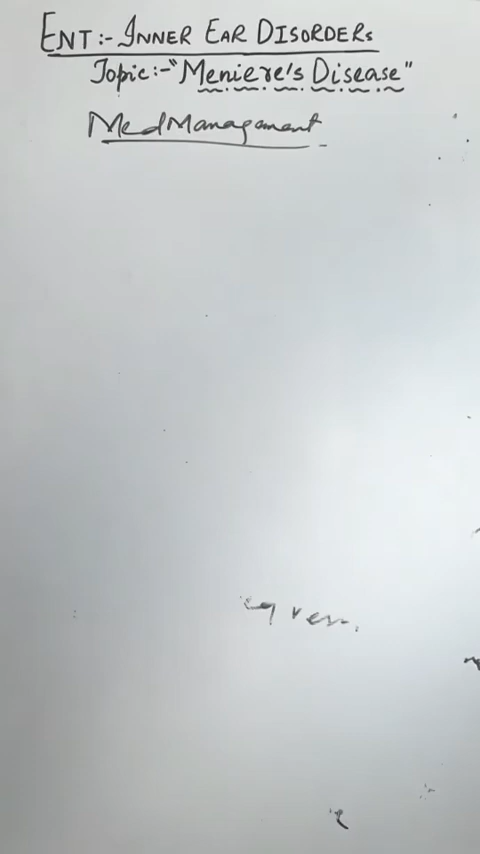 ENT:- INNER EAR DISORDERs
Topic:-"Meniere's Disease"
Med Management